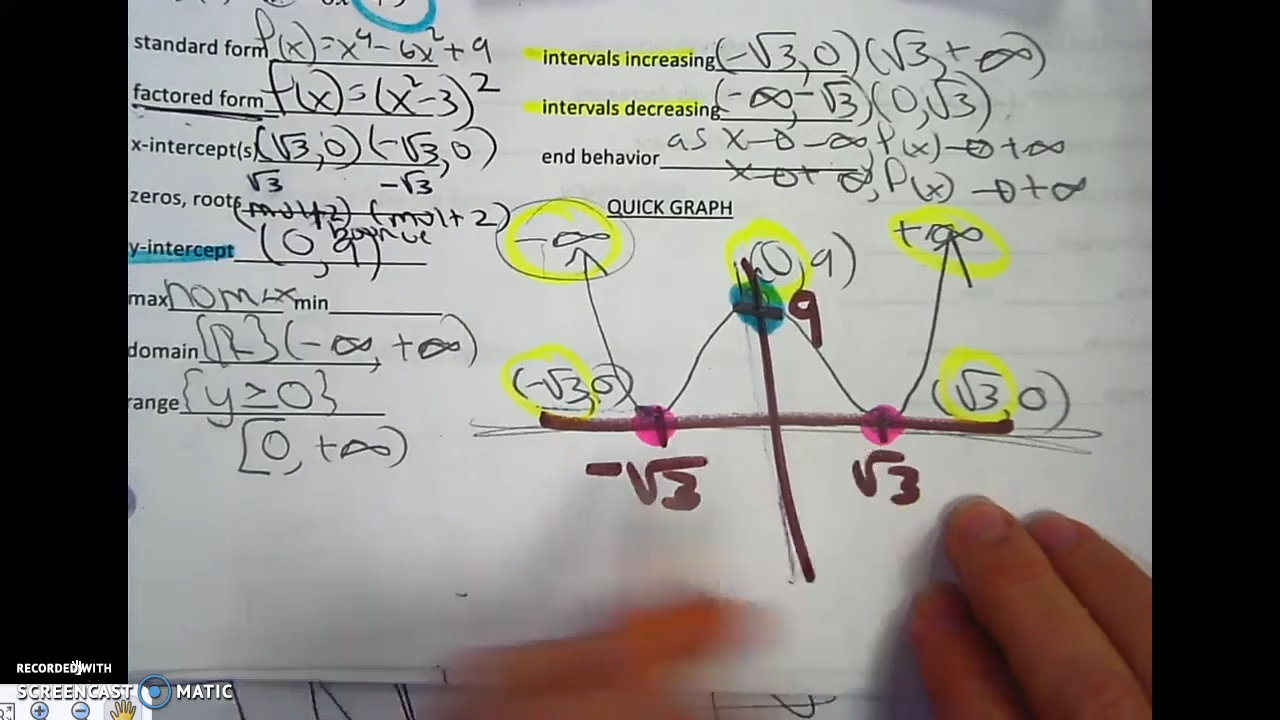 standard form f(x)=x⁴-6x²+9
factored form f(x)=(x²-3)²
x-intercept(s) (√3,0)(-√3,0)
√3 -√3
zeros, roots (mult 2) (mult 2)
bounce
y-intercept (0,9)
max no max min
domain {R}(-∞,+∞)
range {y≥0}
[0,+∞)
intervals increasing (-√3,0)(√3,+∞)
intervals decreasing (-∞,-√3)(0,√3)
end behavior as x→-∞, f(x)→+∞
x→+∞, f(x)→+∞
QUICK GRAPH
-∞ (0,9) +∞
9
(-√3,0) (√3,0)
-√3 √3
RECORDED WITH
SCREENCAST MATIC